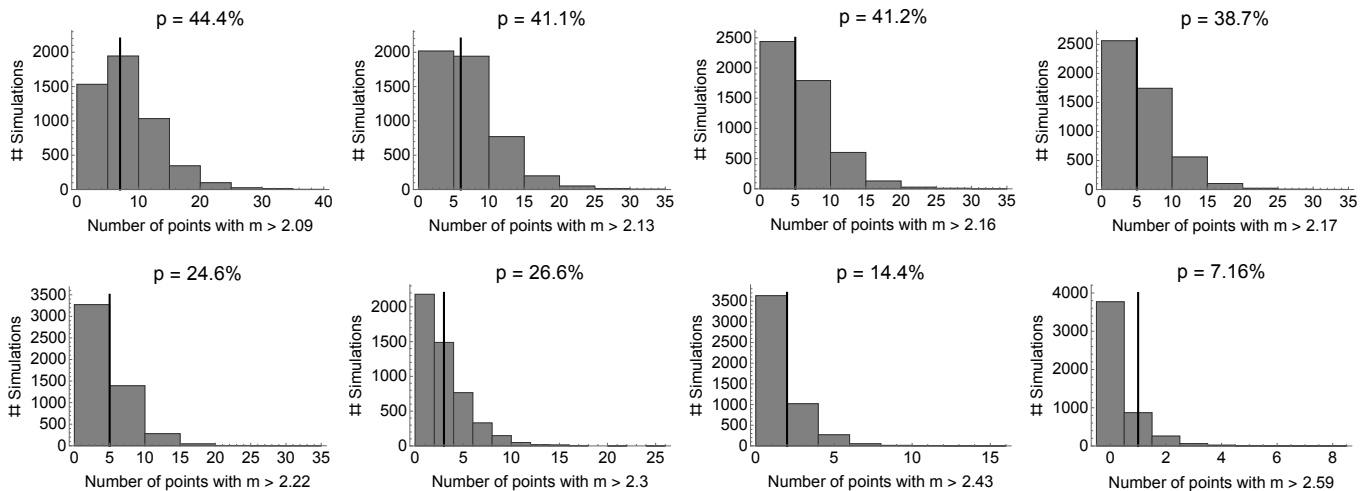 p = 44.4%
# Simulations
2000
1500
1000
500
0
0 10 20 30 40
Number of points with m > 2.09
p = 41.1%
# Simulations
2000
1500
1000
500
0
0 5 10 15 20 25 30 35
Number of points with m > 2.13
p = 41.2%
# Simulations
2500
2000
1500
1000
500
0
0 5 10 15 20 25 30 35
Number of points with m > 2.16
p = 38.7%
# Simulations
2500
2000
1500
1000
500
0
0 5 10 15 20 25 30 35
Number of points with m > 2.17
p = 24.6%
# Simulations
3500
3000
2500
2000
1500
1000
500
0
0 5 10 15 20 25 30 35
Number of points with m > 2.22
p = 26.6%
# Simulations
2000
1500
1000
500
0
0 5 10 15 20 25
Number of points with m > 2.3
p = 14.4%
# Simulations
3500
3000
2500
2000
1500
1000
500
0
0 5 10 15
Number of points with m > 2.43
p = 7.16%
# Simulations
4000
3000
2000
1000
0
0 2 4 6 8
Number of points with m > 2.59